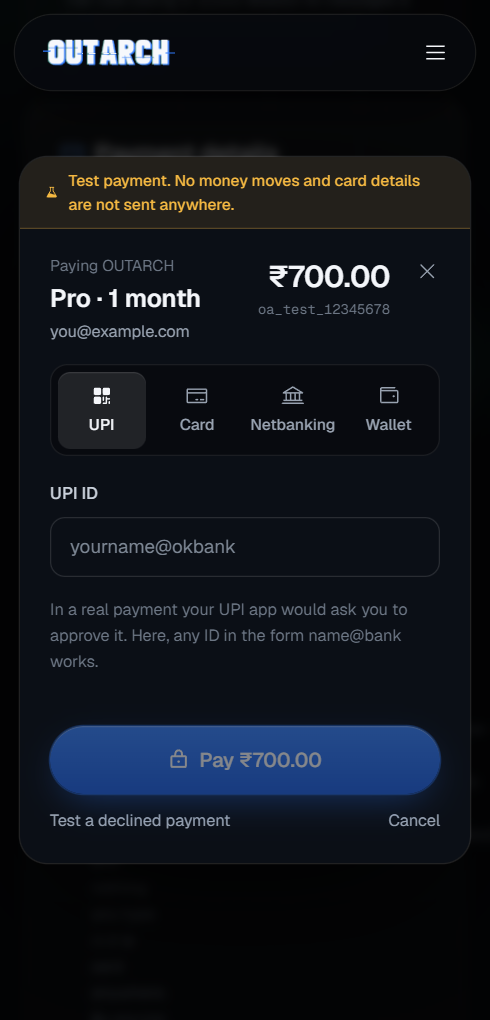 OUTARCH
Payment details
Test payment. No money moves and card details
are not sent anywhere.
Paying OUTARCH
₹700.00
Pro · 1 month
oa_test_12345678
you@example.com
UPI
Card
Netbanking
Wallet
UPI ID
yourname@okbank
In a real payment your UPI app would ask you to
approve it. Here, any ID in the form name@bank
works.
Pay ₹700.00
Test a declined payment
Cancel